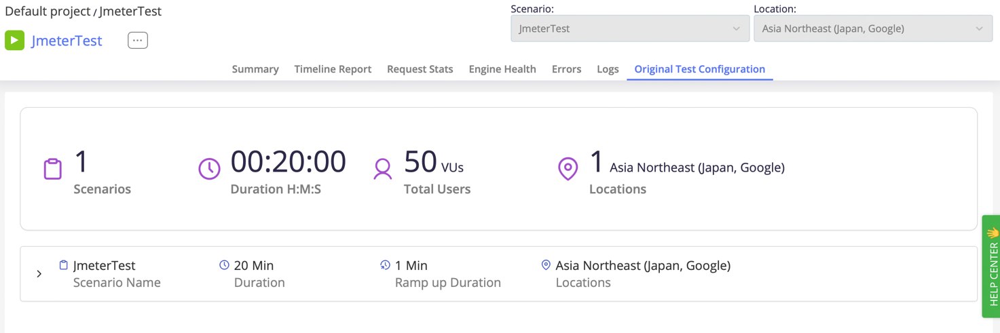 Default project / JmeterTest
JmeterTest
...
Scenario:
JmeterTest
Location:
Asia Northeast (Japan, Google)
Summary Timeline Report Request Stats Engine Health Errors Logs Original Test Configuration
1
Scenarios
00:20:00
Duration H:M:S
50 VUs
Total Users
1 Asia Northeast (Japan, Google)
Locations
JmeterTest
Scenario Name
20 Min
Duration
1 Min
Ramp up Duration
Asia Northeast (Japan, Google)
Locations
HELP CENTER 👋